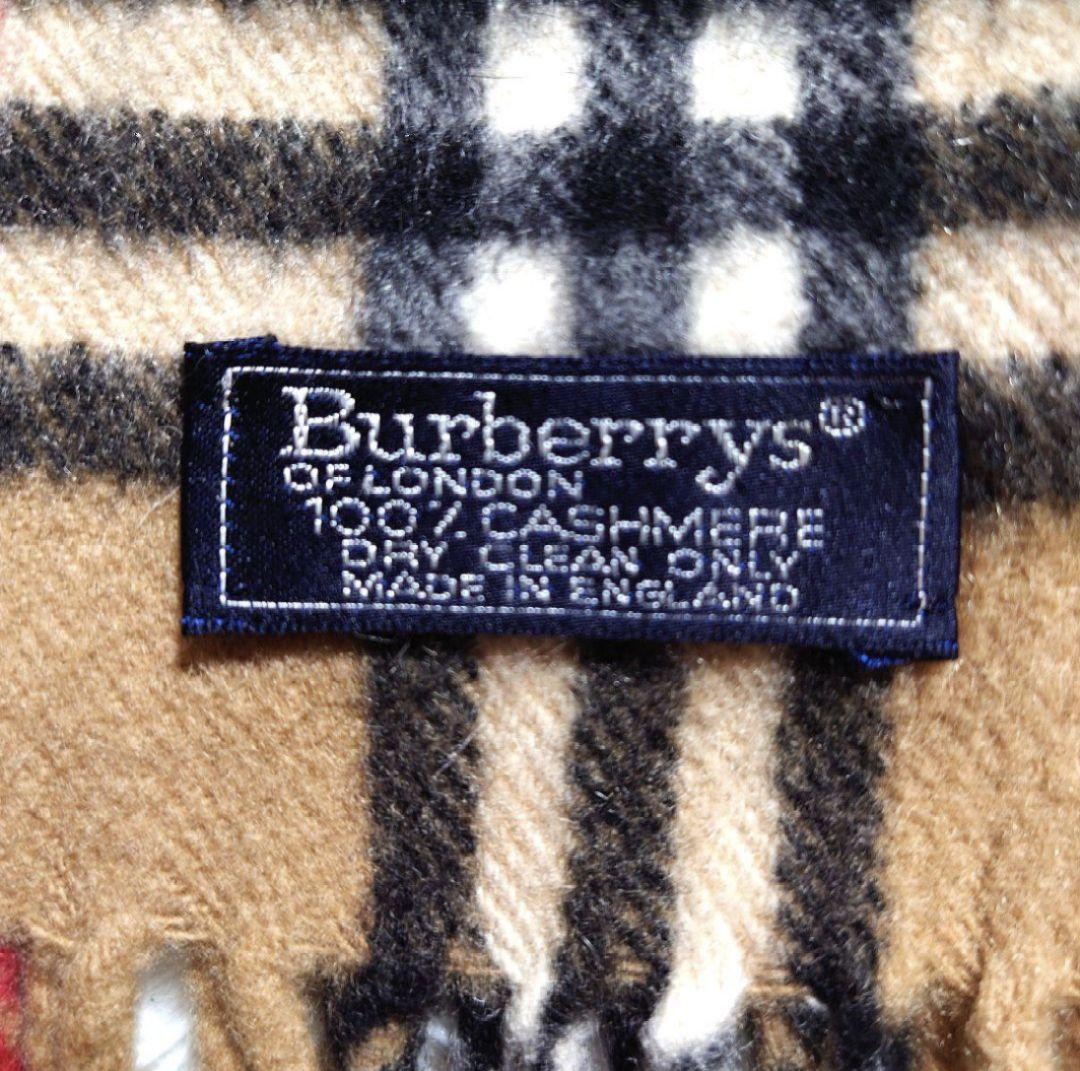 Burberrys®
OF LONDON
100% CASHMERE
DRY CLEAN ONLY
MADE IN ENGLAND